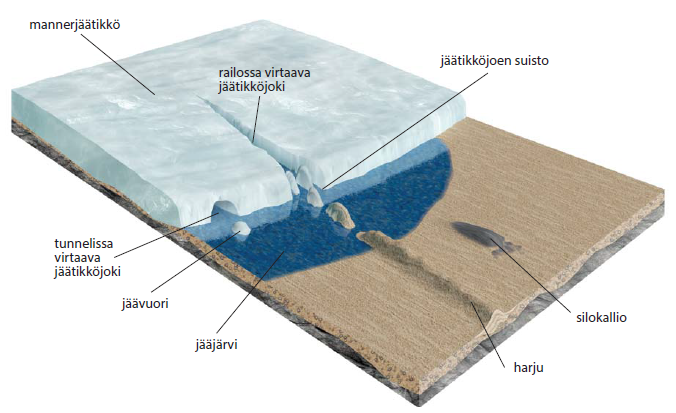 mannerjäätikkö
railossa virtaava
jäätikköjoki
jäätikköjoen suisto
tunnelissa
virtaava
jäätikköjoki
jäävuori
jääjärvi
silokallio
harju